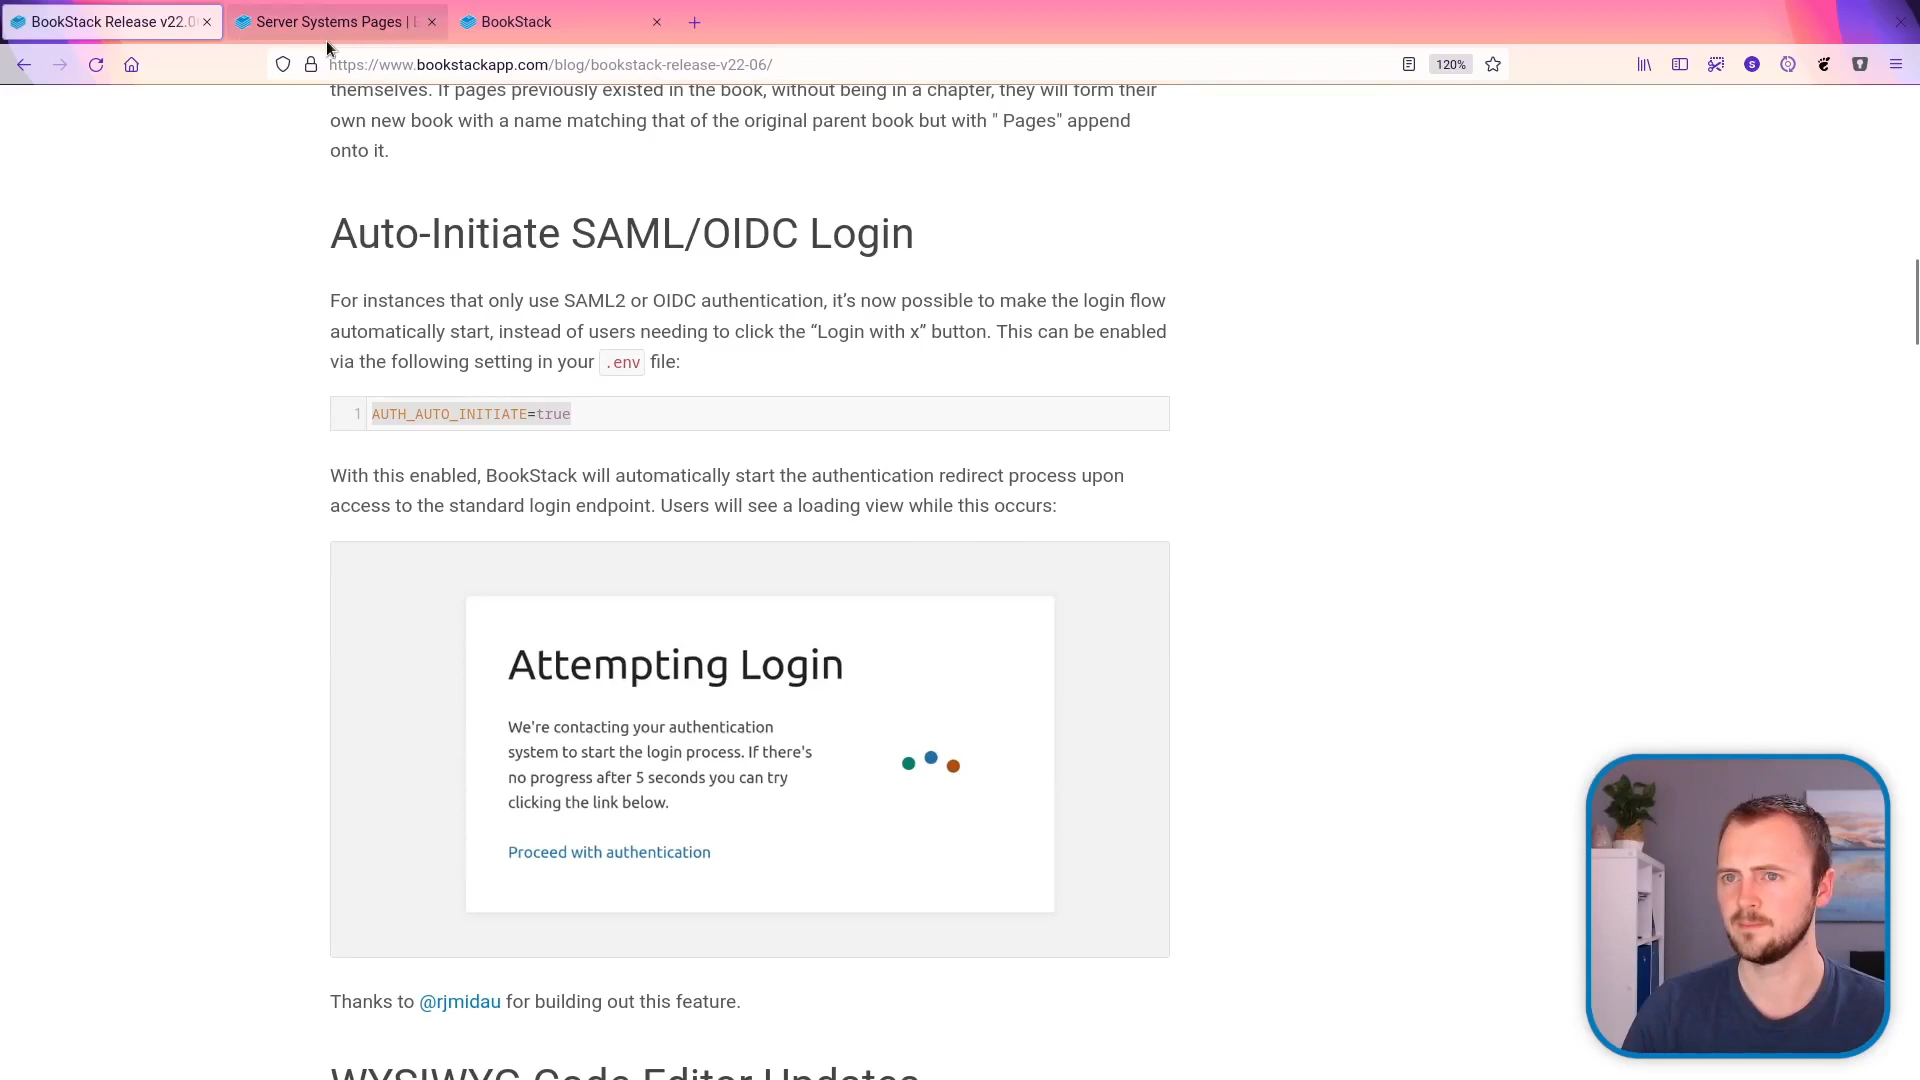 BookStack Release v22.0
Server Systems Pages |
BookStack
https://www.bookstackapp.com/blog/bookstack-release-v22-06/
120%
S
themselves. If pages previously existed in the book, without being in a chapter, they will form their
own new book with a name matching that of the original parent book but with " Pages" append
onto it.
Auto-Initiate SAML/OIDC Login
For instances that only use SAML2 or OIDC authentication, it’s now possible to make the login flow
automatically start, instead of users needing to click the “Login with x” button. This can be enabled
via the following setting in your .env file:
1 AUTH_AUTO_INITIATE=true
With this enabled, BookStack will automatically start the authentication redirect process upon
access to the standard login endpoint. Users will see a loading view while this occurs:
Attempting Login
We're contacting your authentication
system to start the login process. If there's
no progress after 5 seconds you can try
clicking the link below.
Proceed with authentication
Thanks to @rjmidau for building out this feature.
WYSIWYG Code Editor Updates